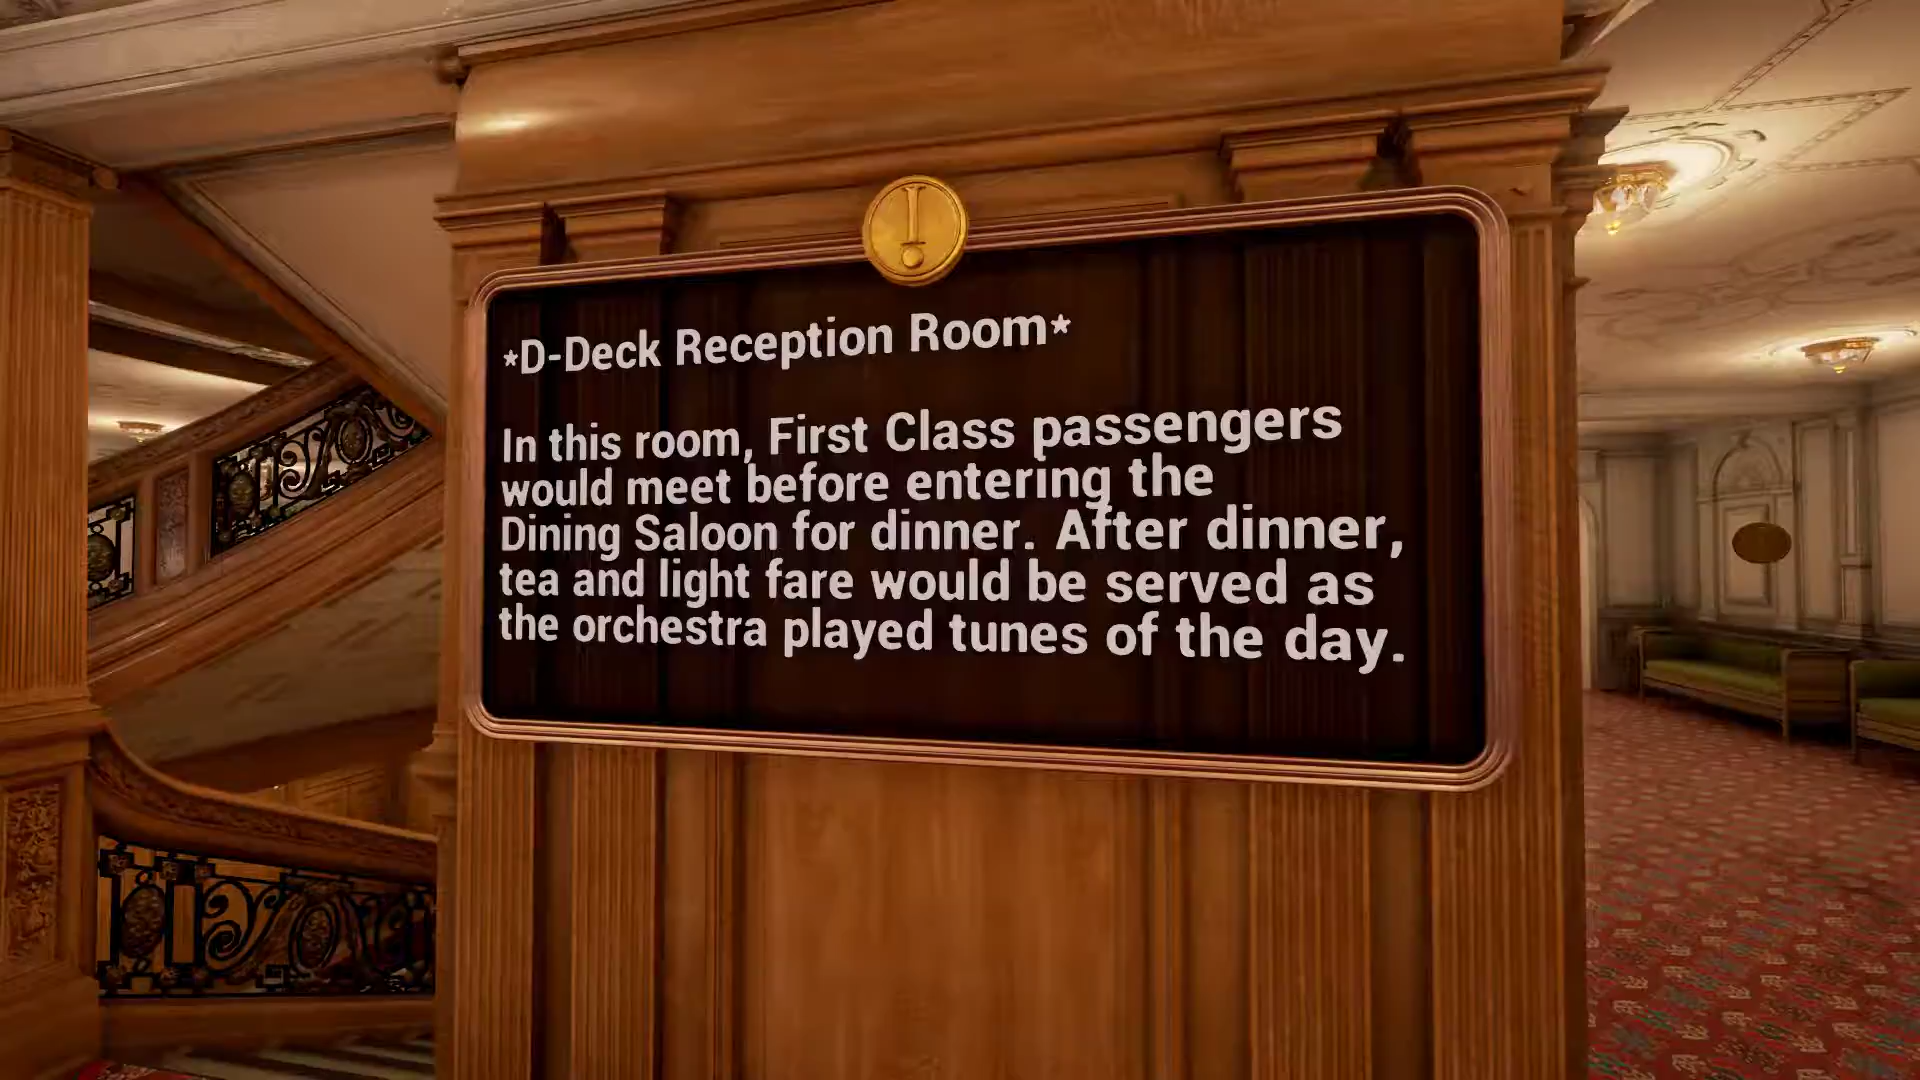 *D-Deck Reception Room*
In this room, First Class passengers
would meet before entering the
Dining Saloon for dinner. After dinner,
tea and light fare would be served as
the orchestra played tunes of the day.